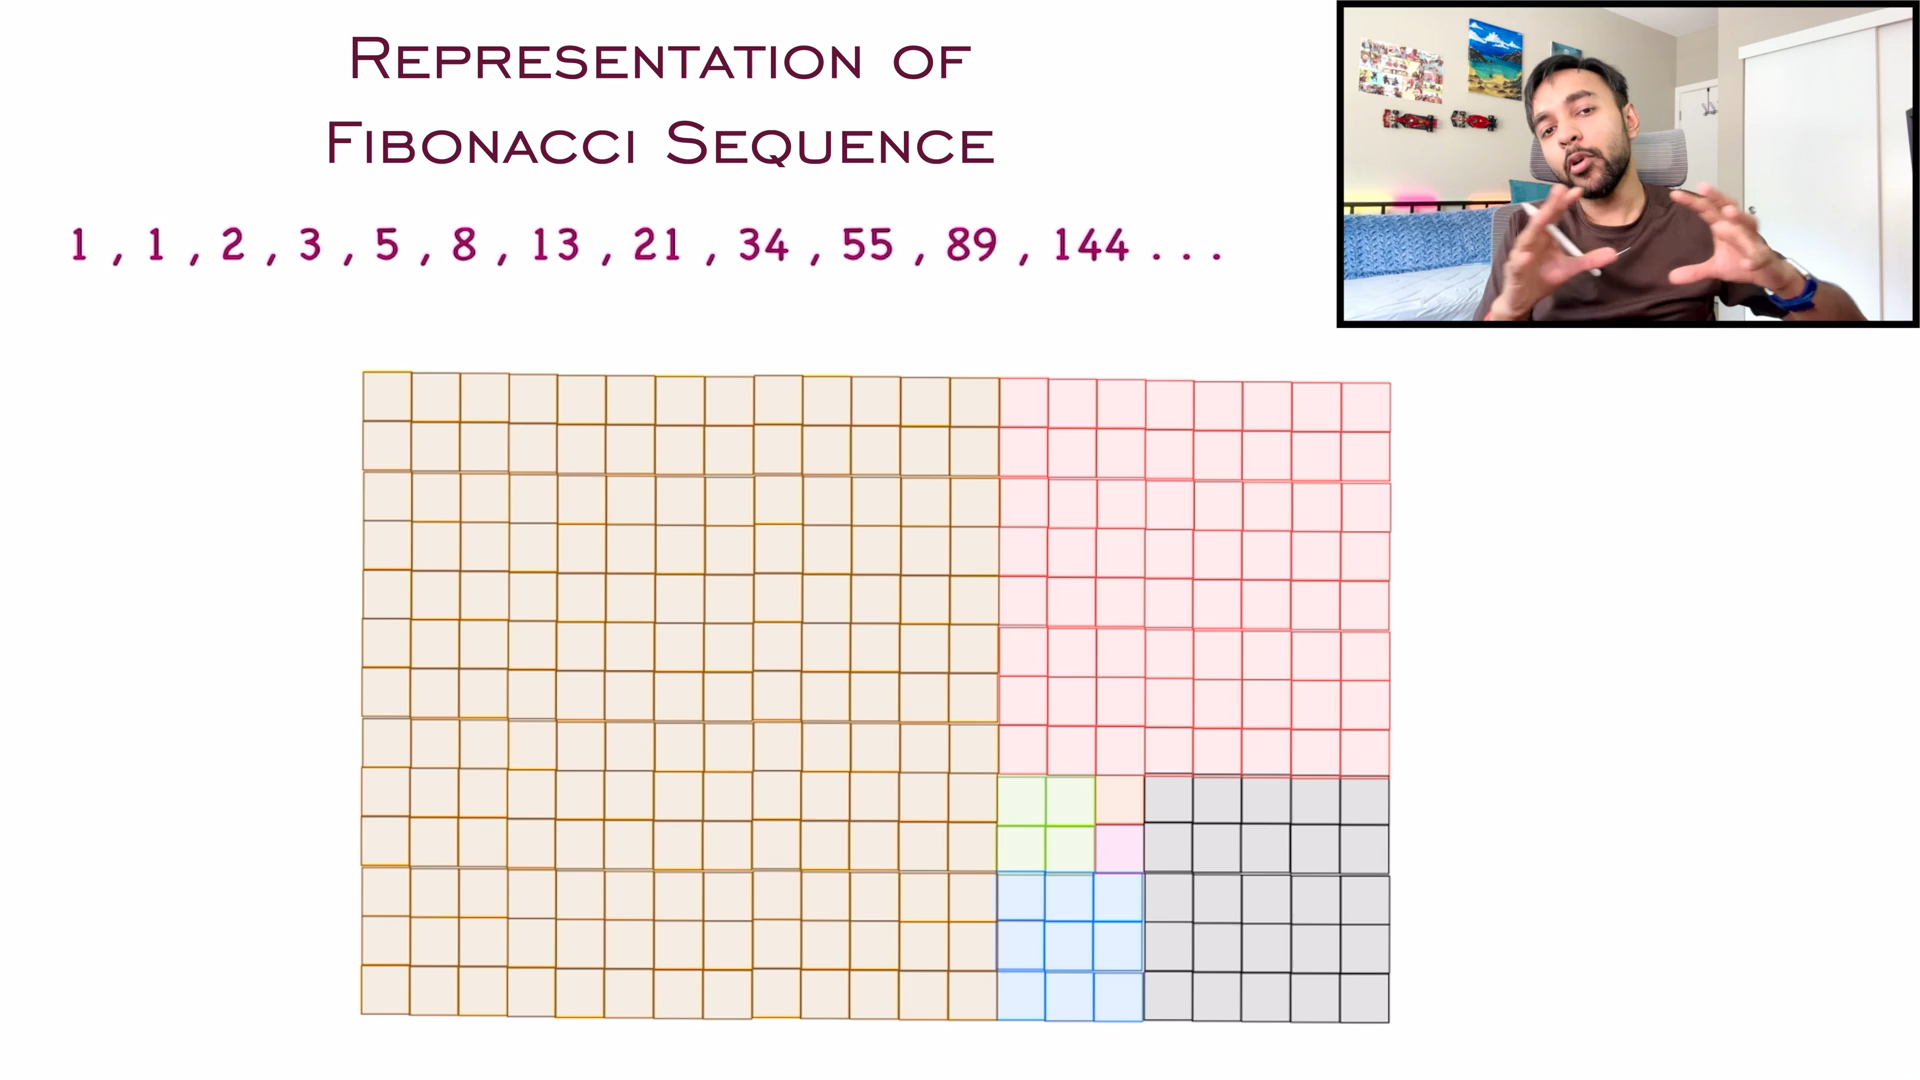 Representation of
Fibonacci Sequence
1 , 1 , 2 , 3 , 5 , 8 , 13 , 21 , 34 , 55 , 89 , 144 . . .